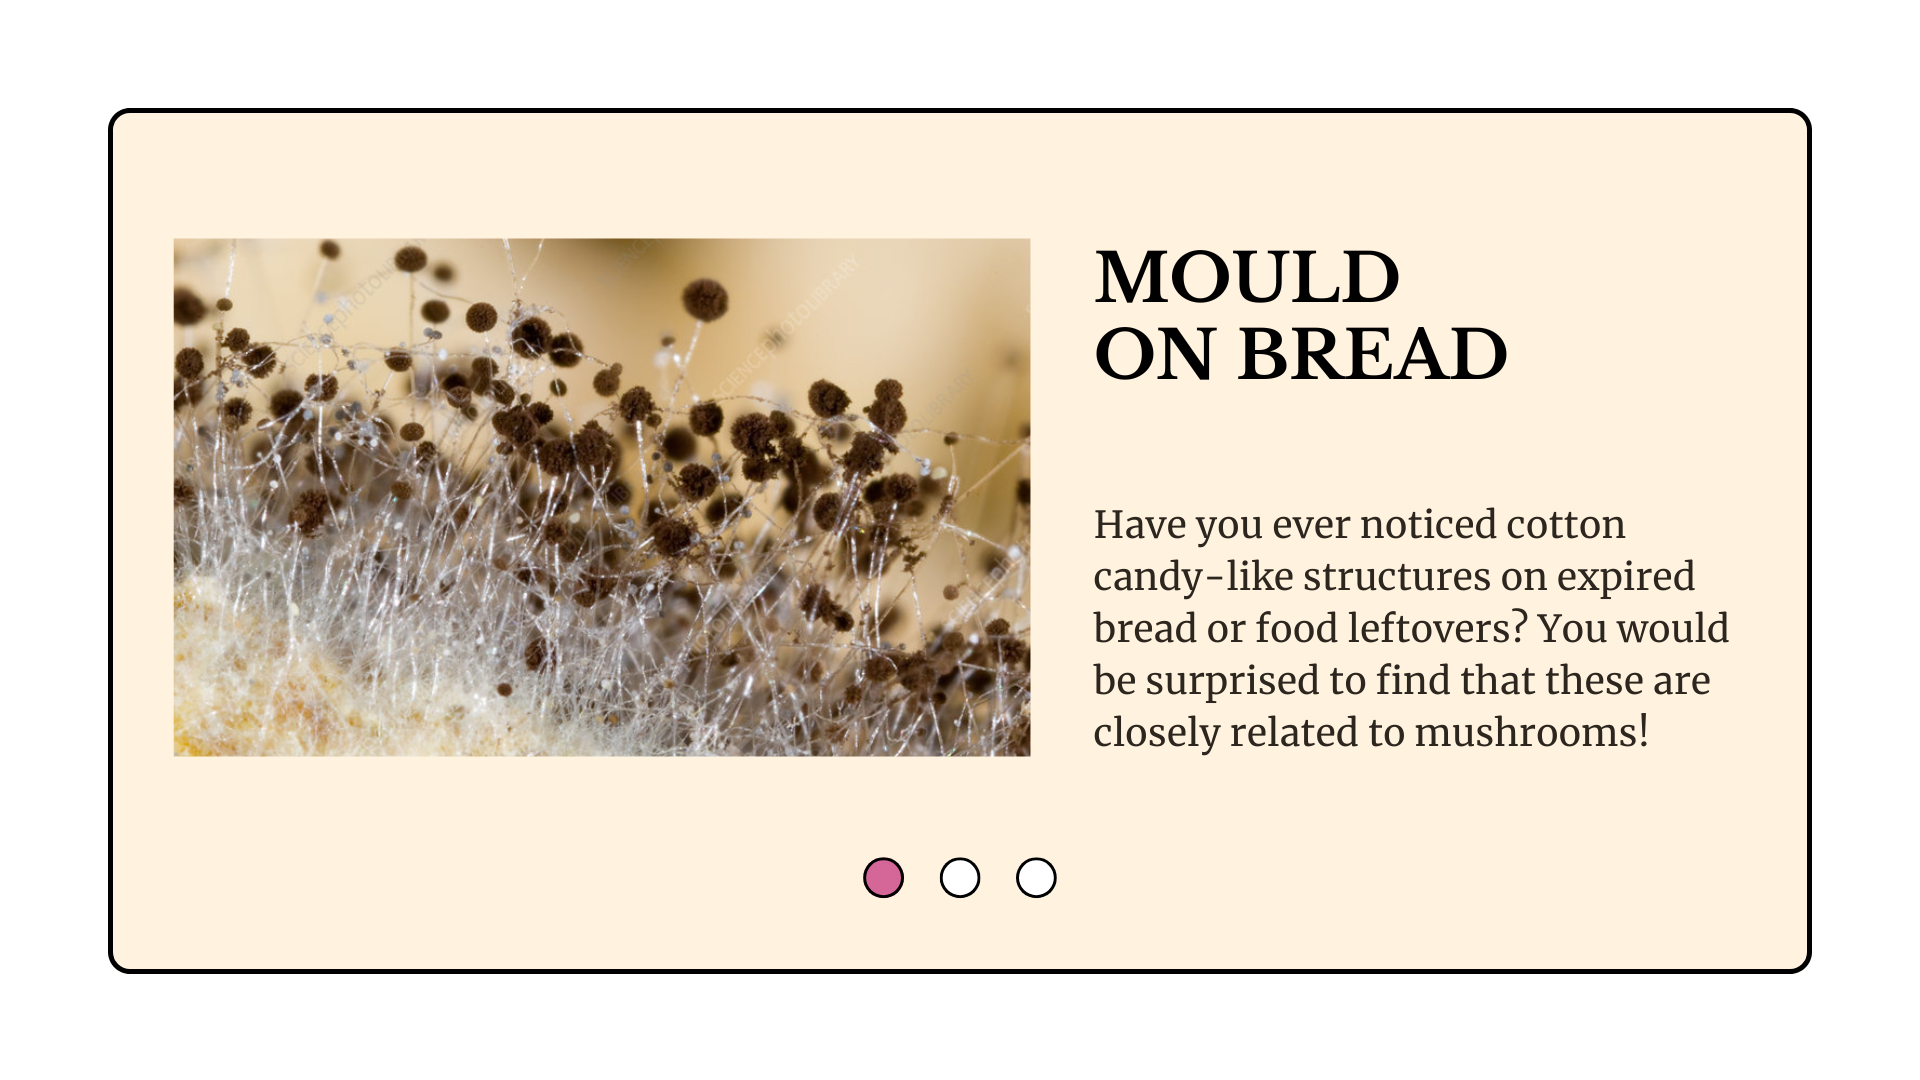 MOULD
ON BREAD
Have you ever noticed cotton
candy-like structures on expired
bread or food leftovers? You would
be surprised to find that these are
closely related to mushrooms!
SCIENCEphotoLIBRARY